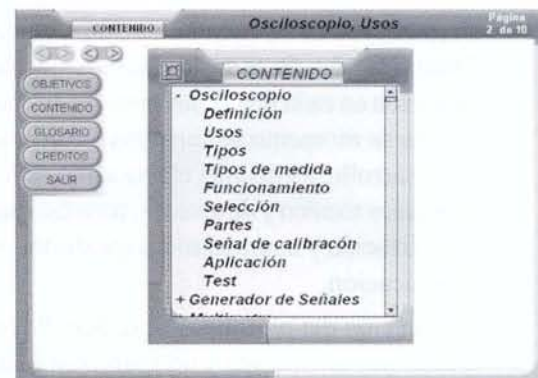 CONTENIDO
Osciloscopio, Usos
Página
2 de 10
OBJETIVOS
CONTENIDO
GLOSARIO
CREDITOS
SALIR
CONTENIDO
- Osciloscopio
Definición
Usos
Tipos
Tipos de medida
Funcionamiento
Selección
Partes
Señal de calibracón
Aplicación
Test
+ Generador de Señales